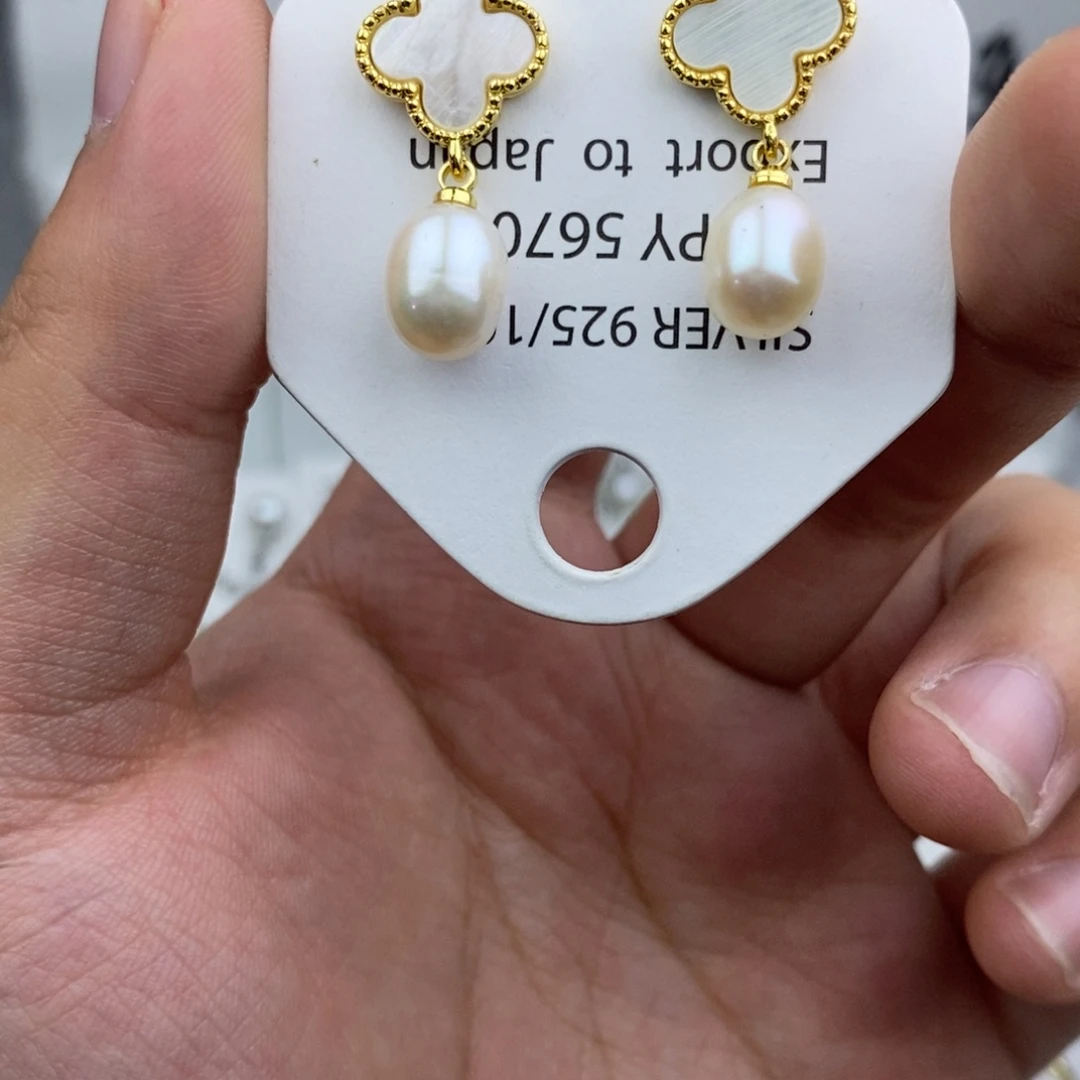 SILVER 925/1
PY 5670
Export to Japan